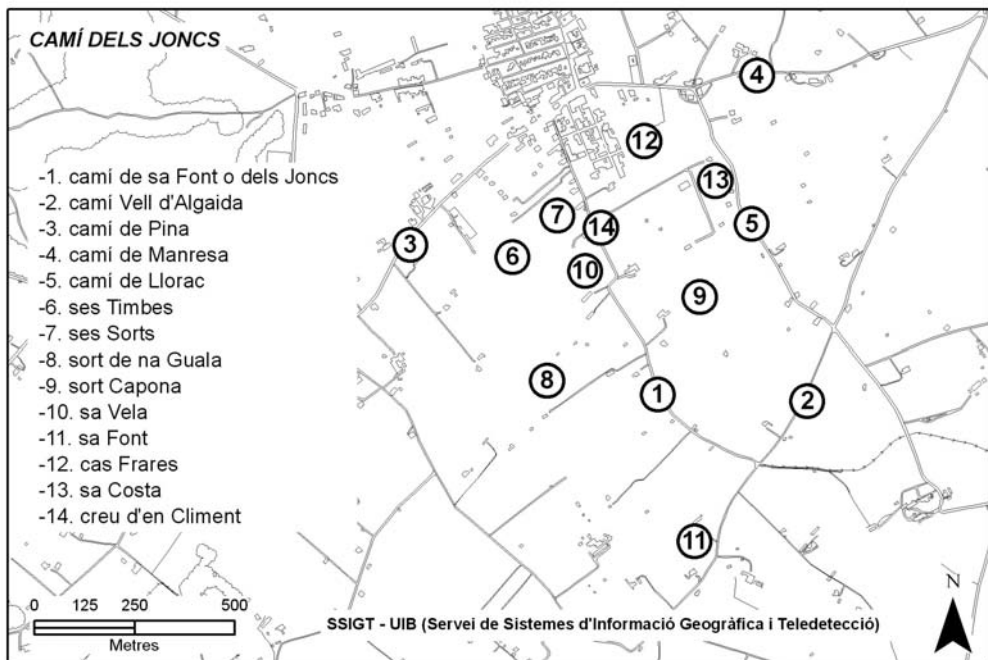 CAMÍ DELS JONCS
-1. camí de sa Font o dels Joncs
-2. camí Vell d'Algaida
-3. camí de Pina
-4. camí de Manresa
-5. camí de Llorac
-6. ses Timbes
-7. ses Sorts
-8. sort de na Guala
-9. sort Capona
-10. sa Vela
-11. sa Font
-12. cas Frares
-13. sa Costa
-14. creu d'en Climent
4
12
13
7
14
5
3
6
10
9
8
1
2
11
N
0 125 250 500
Metres
SSIGT - UIB (Servei de Sistemes d'Informació Geogràfica i Teledetecció)